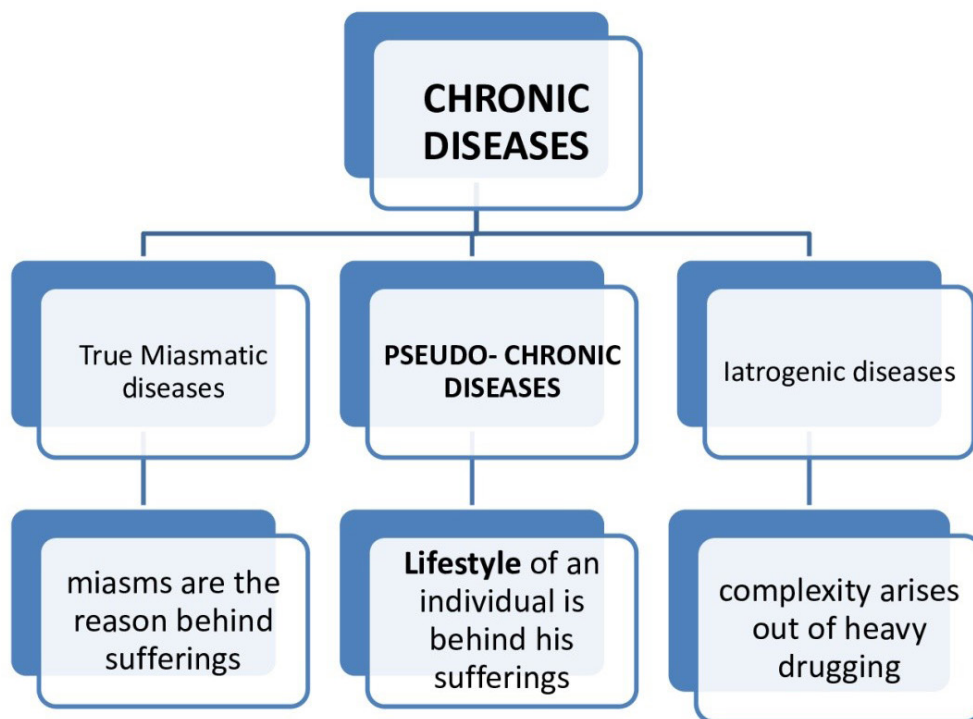 CHRONIC
DISEASES
True Miasmatic
diseases
PSEUDO- CHRONIC
DISEASES
Iatrogenic diseases
miasms are the
reason behind
sufferings
Lifestyle of an
individual is
behind his
sufferings
complexity arises
out of heavy
drugging